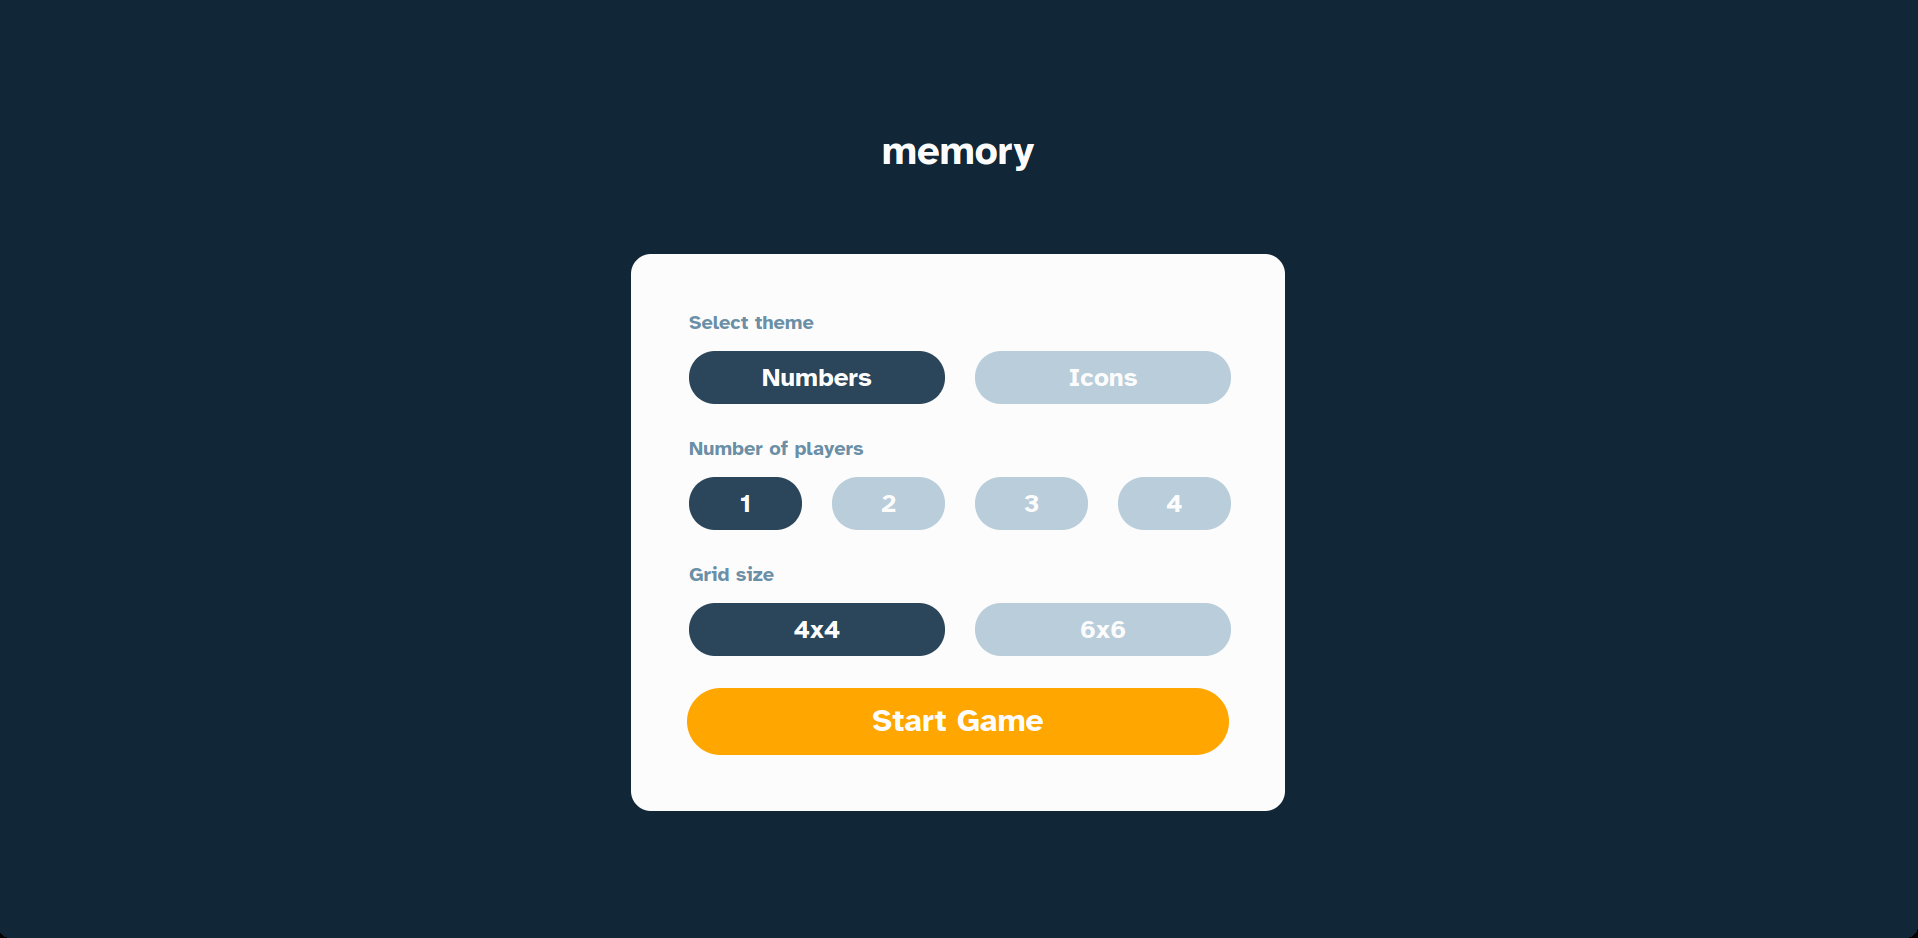 memory
Select theme
Numbers Icons
Number of players
1 2 3 4
Grid size
4x4 6x6
Start Game